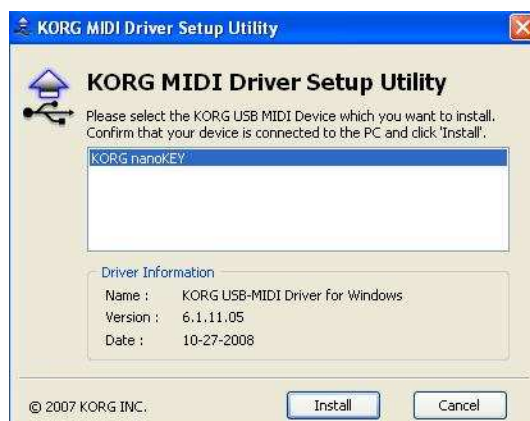 KORG MIDI Driver Setup Utility
KORG MIDI Driver Setup Utility
Please select the KORG USB MIDI Device which you want to install.
Confirm that your device is connected to the PC and click 'Install'.
KORG nanoKEY
Driver Information
Name : KORG USB-MIDI Driver for Windows
Version : 6.1.11.05
Date : 10-27-2008
© 2007 KORG INC. Install Cancel